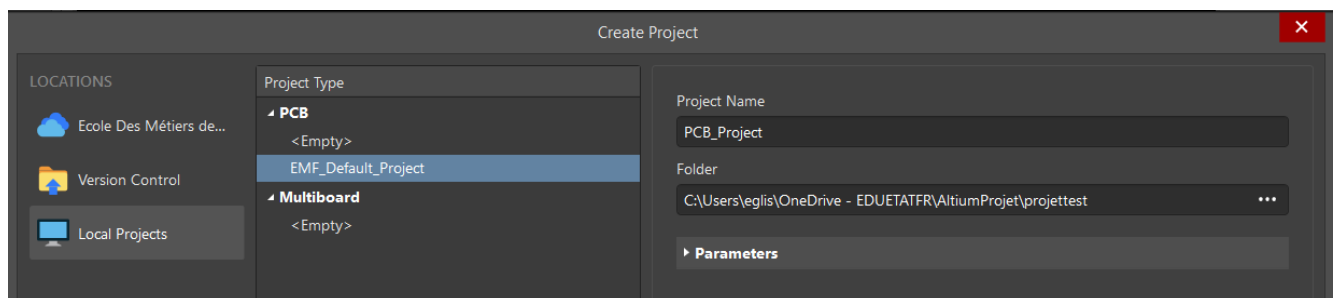 Create Project
LOCATIONS
Ecole Des Métiers de...
Version Control
Local Projects
Project Type
PCB
<Empty>
EMF_Default_Project
Multiboard
<Empty>
Project Name
PCB_Project
Folder
C:\Users\eglis\OneDrive - EDUETATFR\AltiumProjet\projettest
Parameters